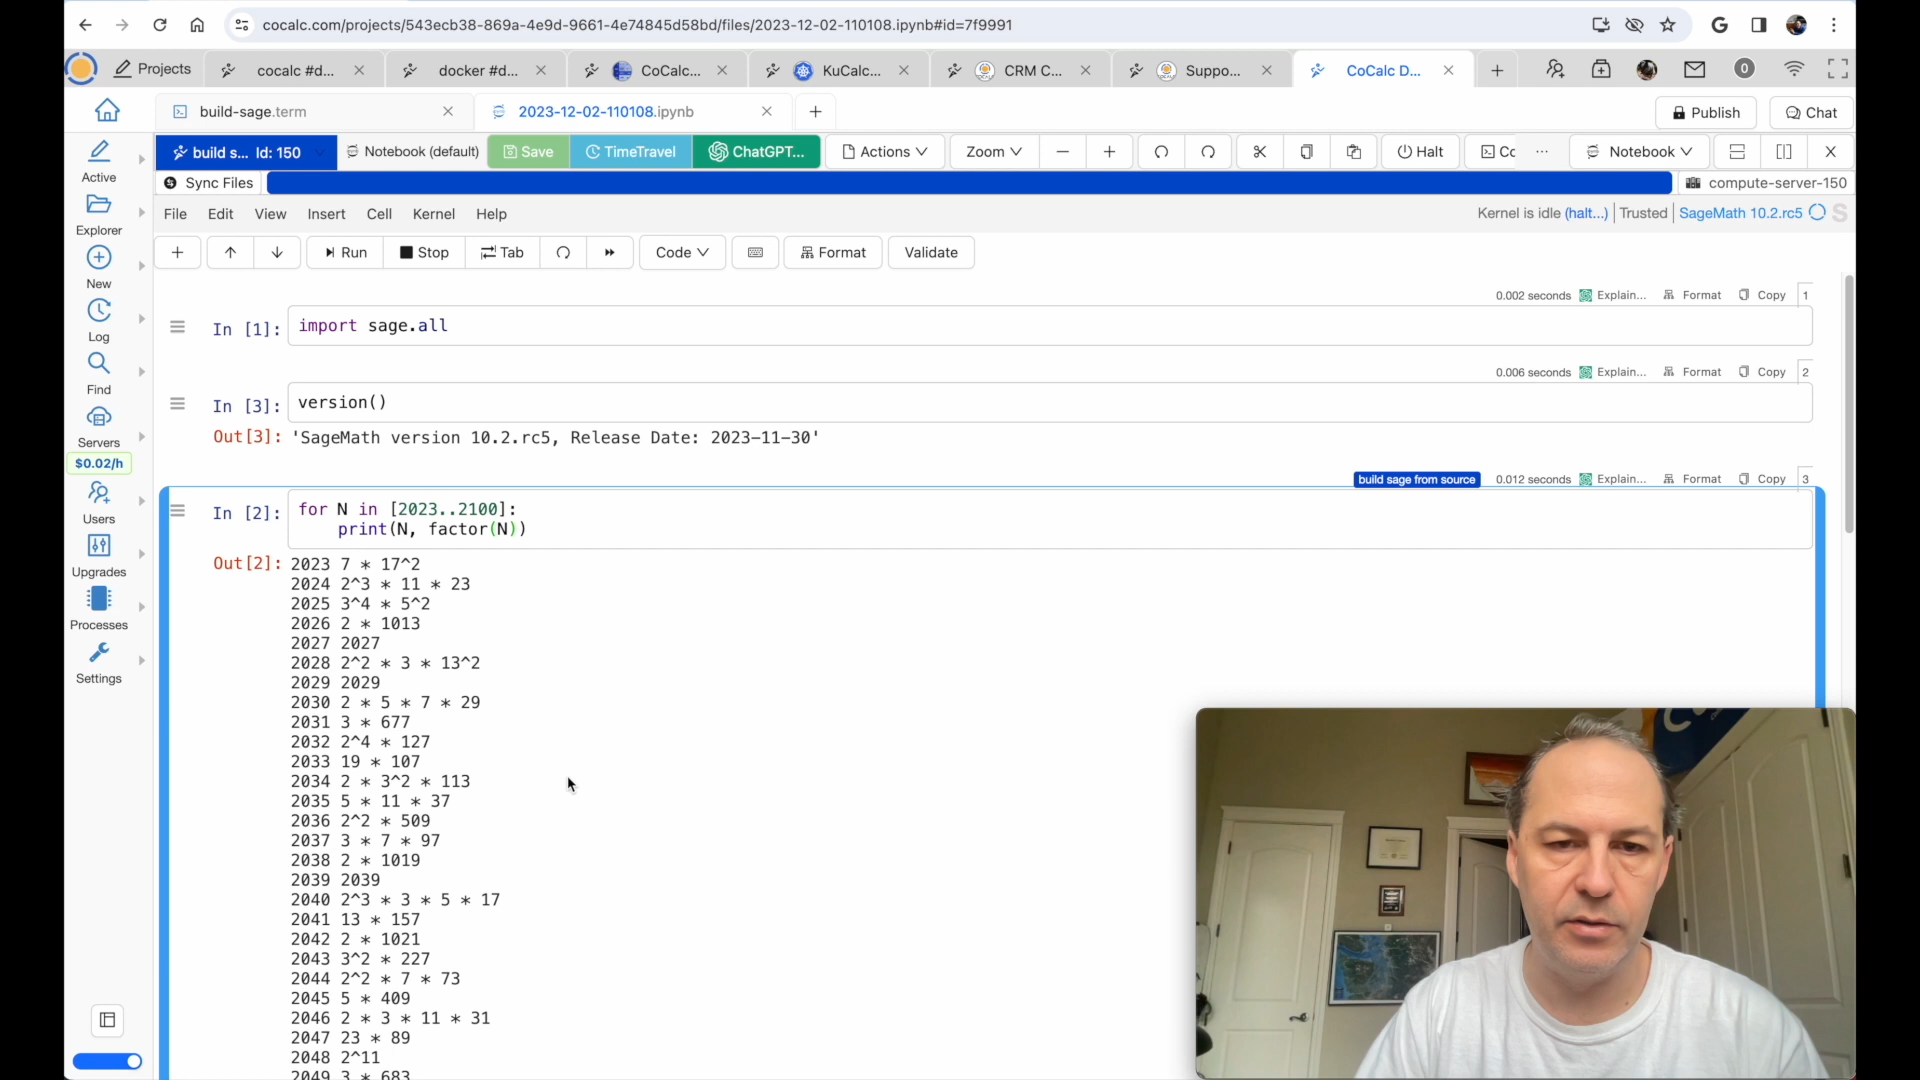 cocalc.com/projects/543ecb38-869a-4e9d-9661-4e74845d58bd/files/2023-12-02-110108.ipynb#id=7f9991
Projects
cocalc #d...
docker #d...
CoCalc...
KuCalc...
CRM C...
Suppo...
CoCalc D...
0
build-sage.term
2023-12-02-110108.ipynb
Publish
Chat
build s... Id: 150
Notebook (default)
Save
TimeTravel
ChatGPT...
Actions
Zoom
Halt
Cc
...
Notebook
Sync Files
compute-server-150
File Edit View Insert Cell Kernel Help
Kernel is idle (halt...) Trusted SageMath 10.2.rc5
Run
Stop
Tab
Code
Format
Validate
Active
Explorer
New
Log
Find
Servers
$0.02/h
Users
Upgrades
Processes
Settings
0.002 seconds Explain... Format Copy 1
In [1]: import sage.all
0.006 seconds Explain... Format Copy 2
In [3]: version()
Out[3]: 'SageMath version 10.2.rc5, Release Date: 2023-11-30'
build sage from source 0.012 seconds Explain... Format Copy 3
In [2]: for N in [2023..2100]:
print(N, factor(N))
Out[2]: 2023 7 * 17^2
2024 2^3 * 11 * 23
2025 3^4 * 5^2
2026 2 * 1013
2027 2027
2028 2^2 * 3 * 13^2
2029 2029
2030 2 * 5 * 7 * 29
2031 3 * 677
2032 2^4 * 127
2033 19 * 107
2034 2 * 3^2 * 113
2035 5 * 11 * 37
2036 2^2 * 509
2037 3 * 7 * 97
2038 2 * 1019
2039 2039
2040 2^3 * 3 * 5 * 17
2041 13 * 157
2042 2 * 1021
2043 3^2 * 227
2044 2^2 * 7 * 73
2045 5 * 409
2046 2 * 3 * 11 * 31
2047 23 * 89
2048 2^11
2049 3 * 683